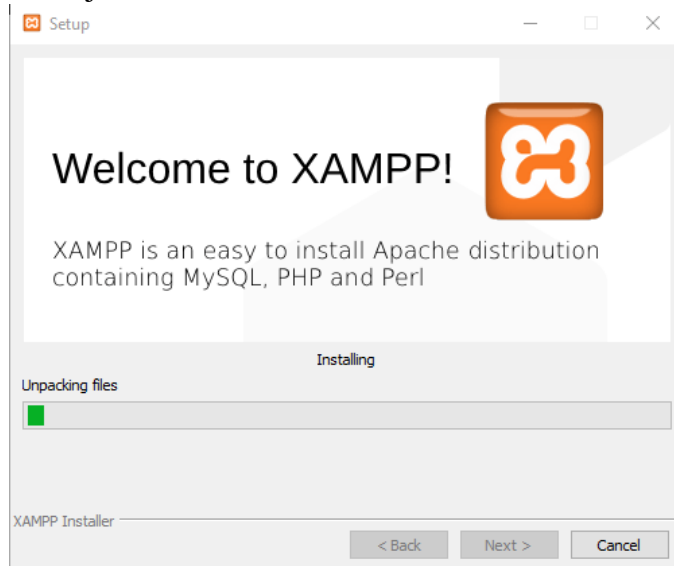 Setup
Welcome to XAMPP!
XAMPP is an easy to install Apache distribution
containing MySQL, PHP and Perl
Installing
Unpacking files
XAMPP Installer
< Back
Next >
Cancel